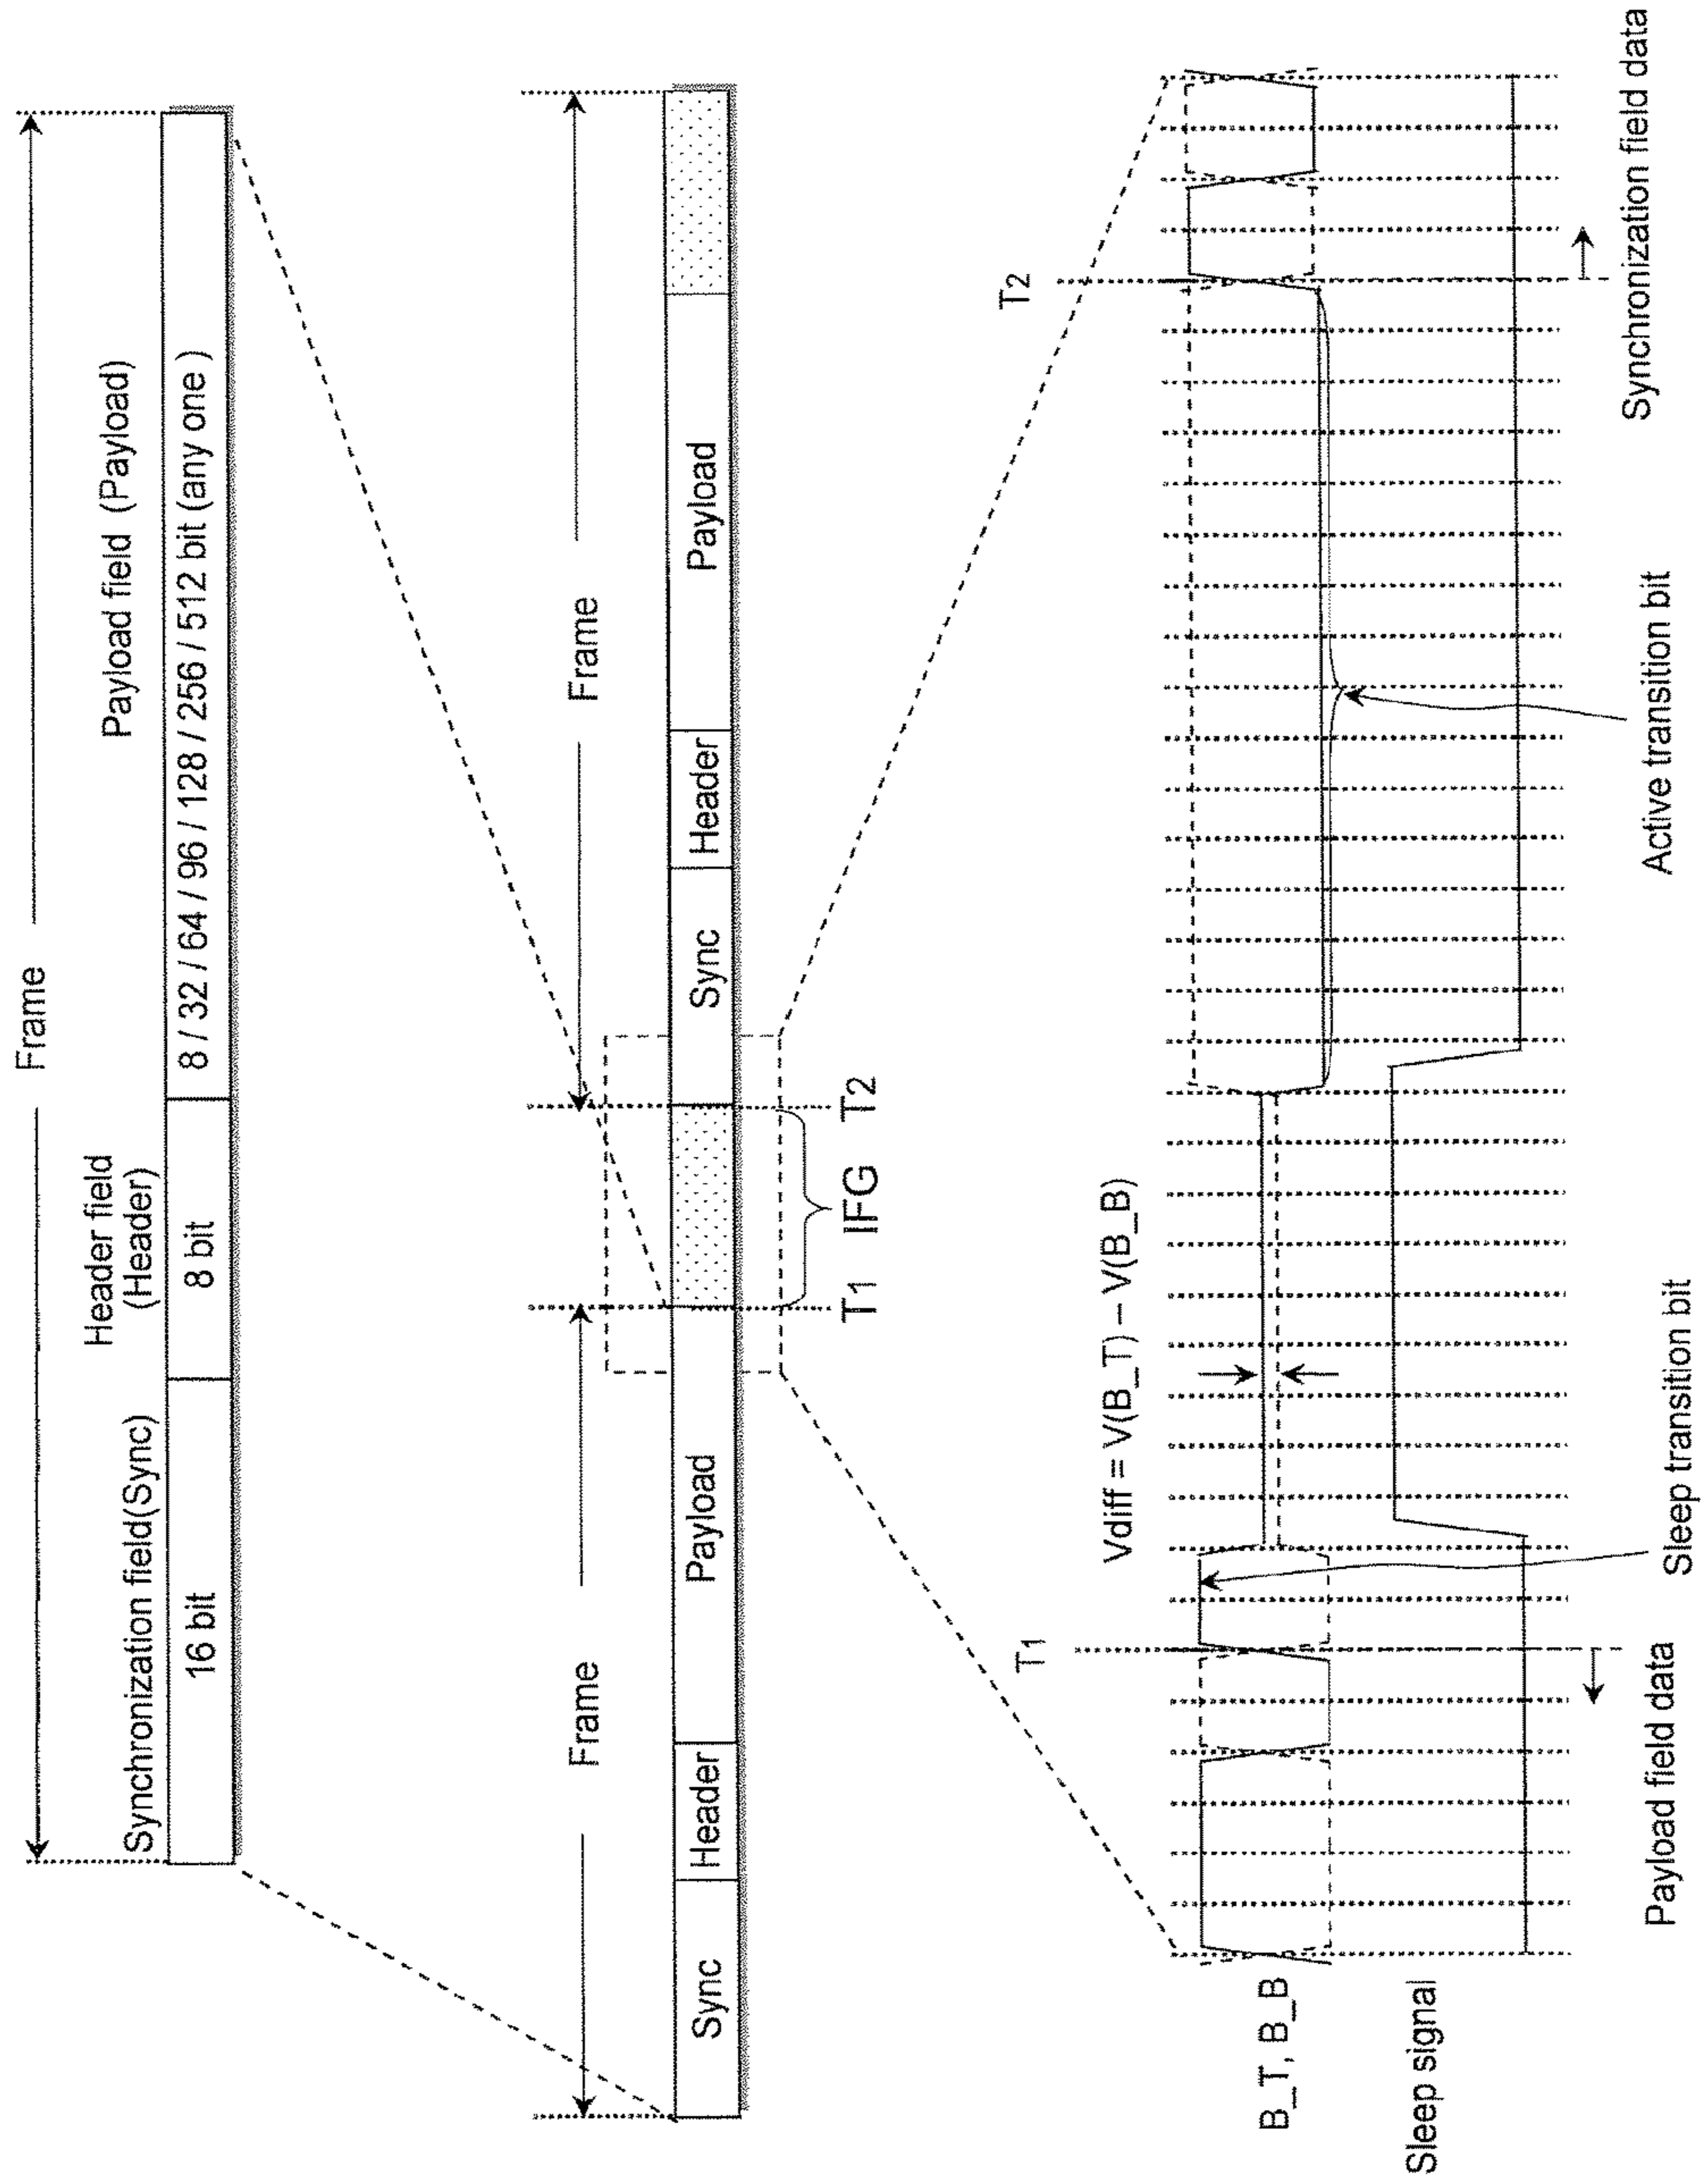 Frame
Synchronization field(Sync)
Header field
(Header)
Payload field (Payload)
16 bit
8 bit
8 / 32 / 64 / 96 / 128 / 256 / 512 bit (any one )
Frame
Frame
Sync
Header
Payload
Sync
Header
Payload
T1
IFG
T2
T1
Vdiff = V(B_T) – V(B_B)
T2
B_T, B_B
Sleep signal
Payload field data
Sleep transition bit
Active transition bit
Synchronization field data